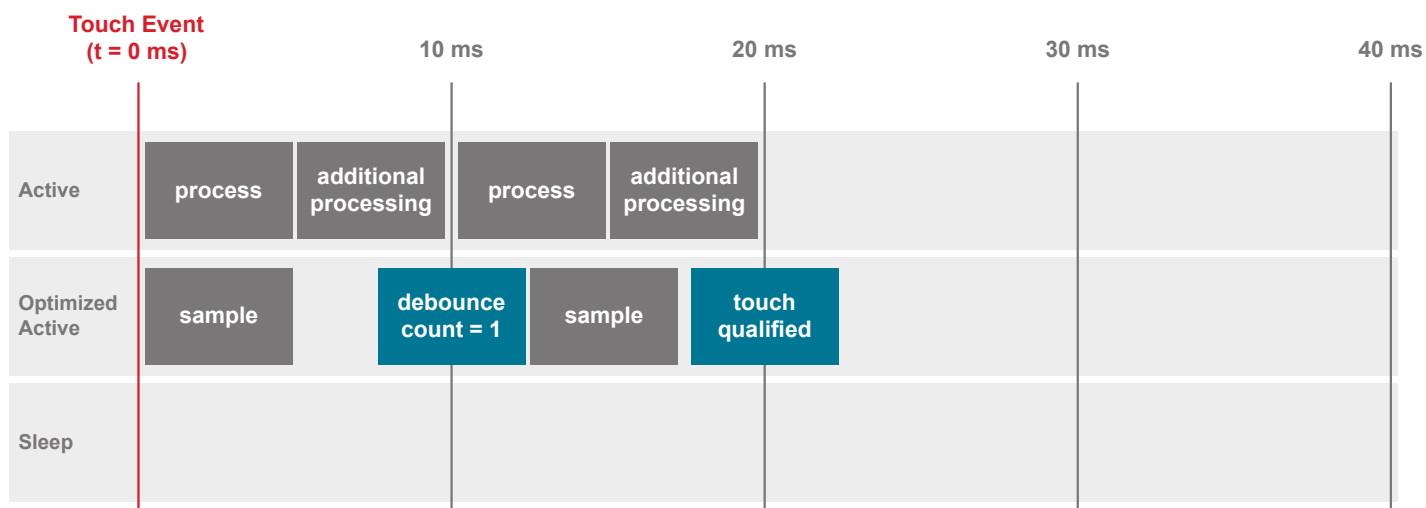 Touch Event
(t = 0 ms)
10 ms
20 ms
30 ms
40 ms
Active
process
additional
processing
process
additional
processing
Optimized
Active
sample
debounce
count = 1
sample
touch
qualified
Sleep